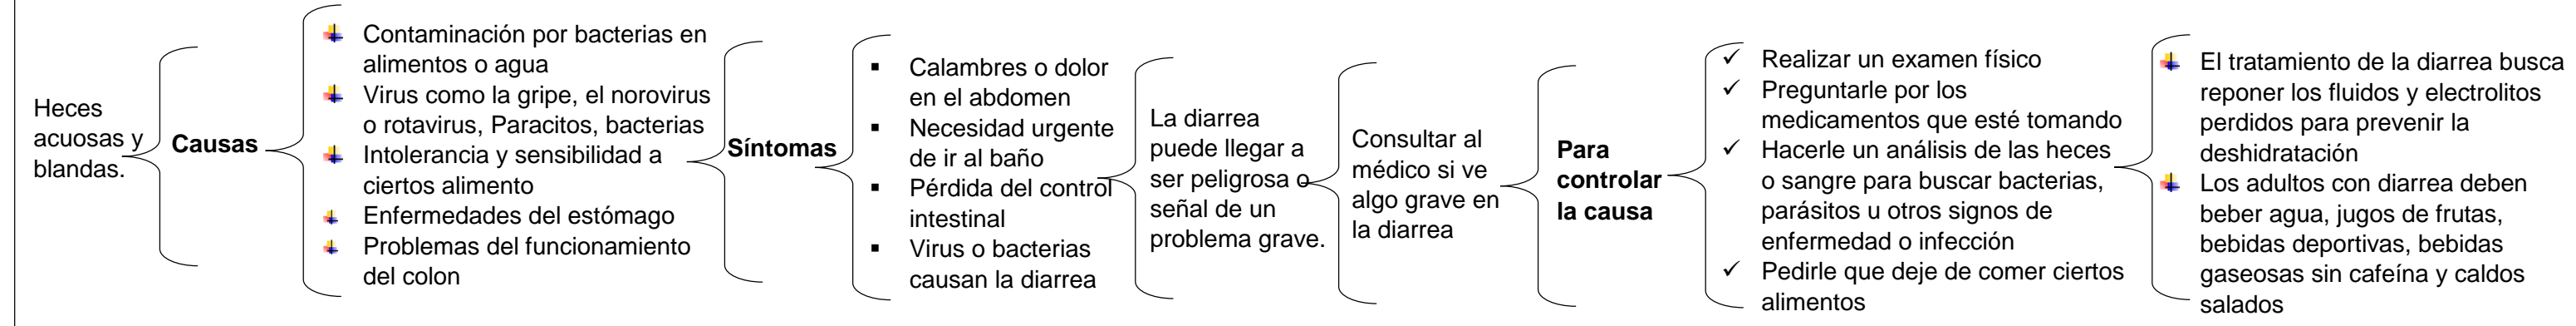 Heces
acuosas y
blandas.
Causas
Contaminación por bacterias en
alimentos o agua
Virus como la gripe, el norovirus
o rotavirus, Paracitos, bacterias
Intolerancia y sensibilidad a
ciertos alimento
Enfermedades del estómago
Problemas del funcionamiento
del colon
Síntomas
Calambres o dolor
en el abdomen
Necesidad urgente
de ir al baño
Pérdida del control
intestinal
Virus o bacterias
causan la diarrea
La diarrea
puede llegar a
ser peligrosa o
señal de un
problema grave.
Consultar al
médico si ve
algo grave en
la diarrea
Para
controlar
la causa
Realizar un examen físico
Preguntarle por los
medicamentos que esté tomando
Hacerle un análisis de las heces
o sangre para buscar bacterias,
parásitos u otros signos de
enfermedad o infección
Pedirle que deje de comer ciertos
alimentos
El tratamiento de la diarrea busca
reponer los fluidos y electrolitos
perdidos para prevenir la
deshidratación
Los adultos con diarrea deben
beber agua, jugos de frutas,
bebidas deportivas, bebidas
gaseosas sin cafeína y caldos
salados